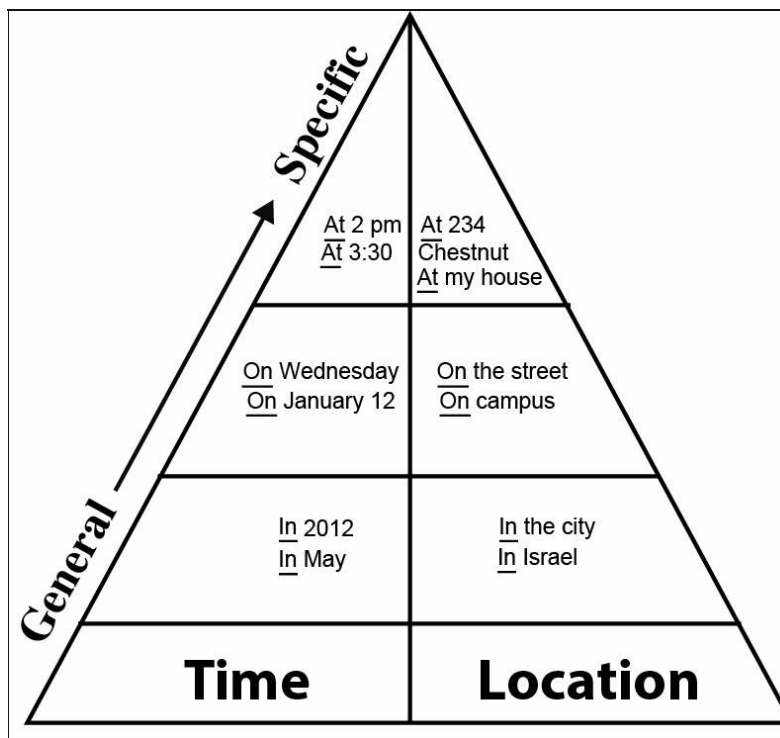 Specific
General
At 2 pm
At 3:30
At 234
Chestnut
At my house
On Wednesday
On January 12
On the street
On campus
In 2012
In May
In the city
In Israel
Time
Location